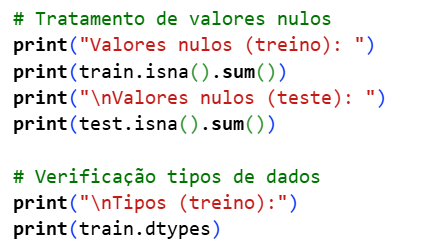 # Tratamento de valores nulos
print("Valores nulos (treino): ")
print(train.isna().sum())
print("\nValores nulos (teste): ")
print(test.isna().sum())
# Verificação tipos de dados
print("\nTipos (treino):")
print(train.dtypes)